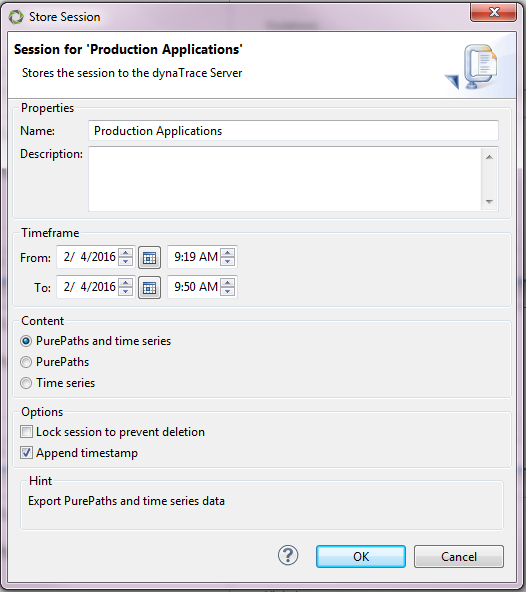 Store Session
Session for 'Production Applications'
Stores the session to the dynaTrace Server
Properties
Name: Production Applications
Description:
Timeframe
From: 2/ 4/2016 9:19 AM
To: 2/ 4/2016 9:50 AM
Content
PurePaths and time series
PurePaths
Time series
Options
Lock session to prevent deletion
Append timestamp
Hint
Export PurePaths and time series data
? OK Cancel